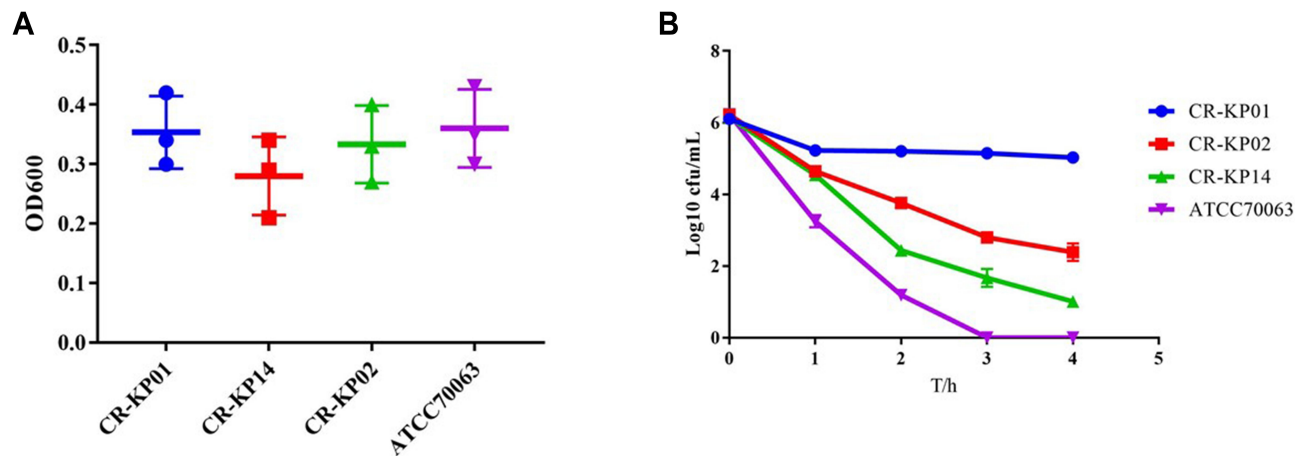 A
OD600
0.5
0.4
0.3
0.2
0.1
0.0
CR-KP01
CR-KP14
CR-KP02
ATCC70063
B
Log10 cfu/mL
8
6
4
2
0
0 1 2 3 4 5
T/h
CR-KP01
CR-KP02
CR-KP14
ATCC70063